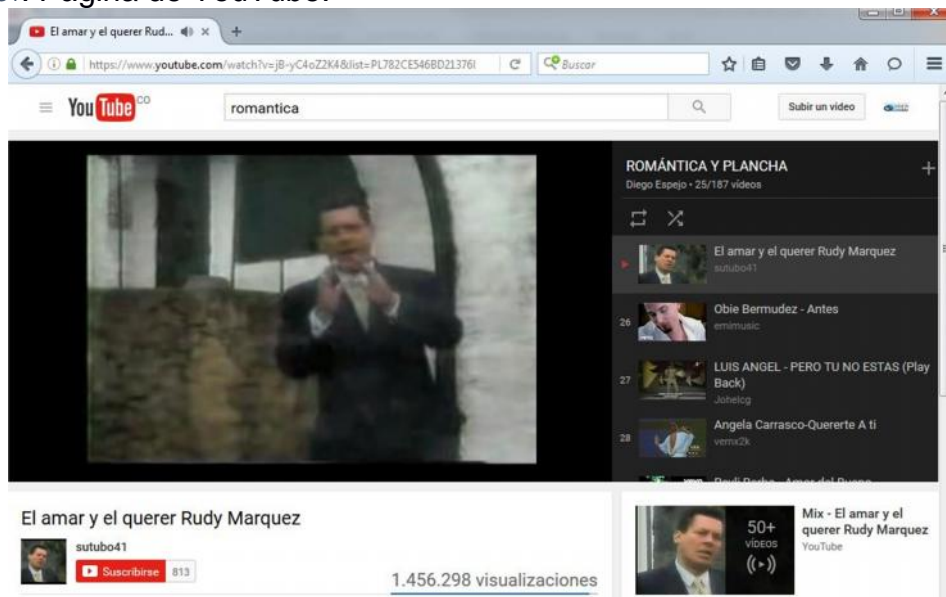 Página de YouTube.
El amar y el querer Rud...
https://www.youtube.com/watch?v=j8-yC4oZ2K4&list=PL782CE546BD21376I
Buscar
YouTube CO
romantica
Subir un video
ROMÁNTICA Y PLANCHA
Diego Espejo • 25/187 vídeos
El amar y el querer Rudy Marquez
sutubo41
26
Obie Bermudez - Antes
emimusic
27
LUIS ANGEL - PERO TU NO ESTAS (Play
Back)
Johelcg
28
Angela Carrasco-Quererte A ti
vernx2k
El amar y el querer Rudy Marquez
sutubo41
Suscribirse 813
1.456.298 visualizaciones
50+
VÍDEOS
Mix - El amar y el
querer Rudy Marquez
YouTube